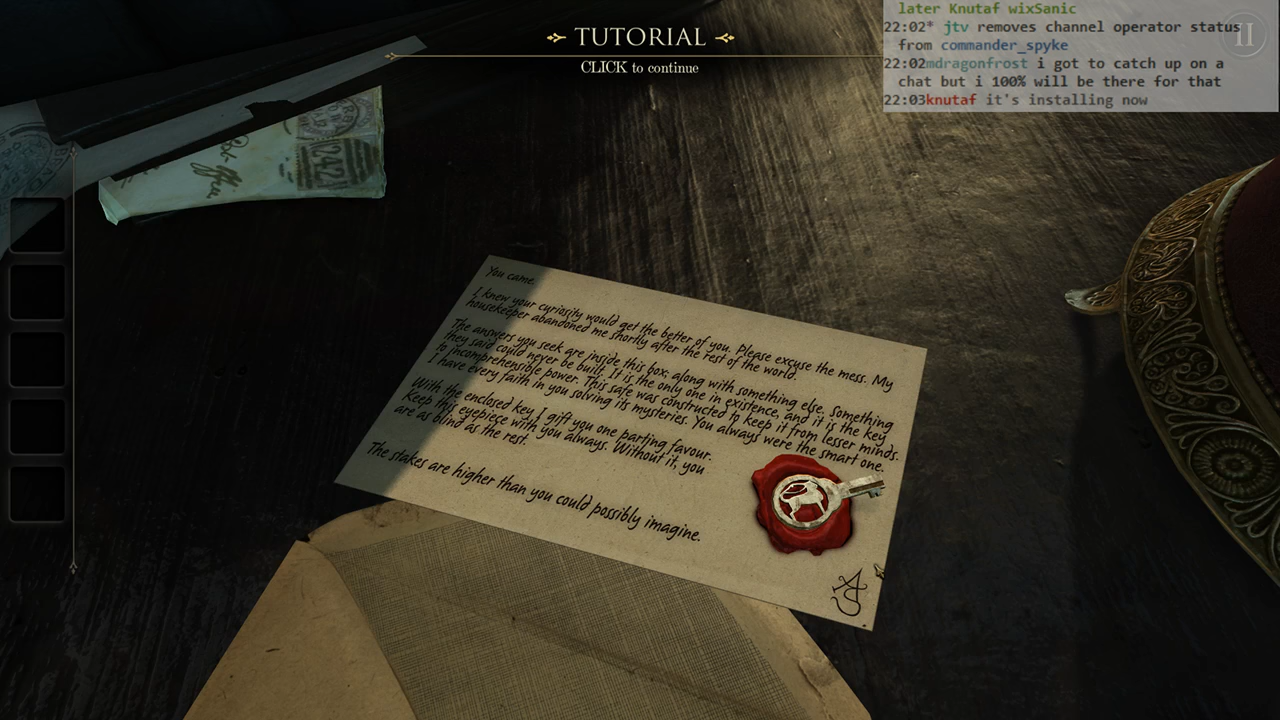 TUTORIAL
CLICK to continue
later Knutaf wixSanic
22:02* jtv removes channel operator status
from commander_spyke
22:02mdragonfrost i got to catch up on a
chat but i 100% will be there for that
22:03knutaf it's installing now
II
242
You came.
I knew your curiosity would get the better of you. Please excuse the mess. My
housekeeper abandoned me shortly after the rest of the world.
The answers you seek are inside this box; along with something else. Something
they said could never be built. It is the only one in existence, and it is the key
to incomprehensible power. This safe was constructed to keep it from lesser minds.
I have every faith in you solving its mysteries. You always were the smart one.
With the enclosed key I gift you one parting favour.
Keep this eyepiece with you always. Without it, you
are as blind as the rest.
The stakes are higher than you could possibly imagine.